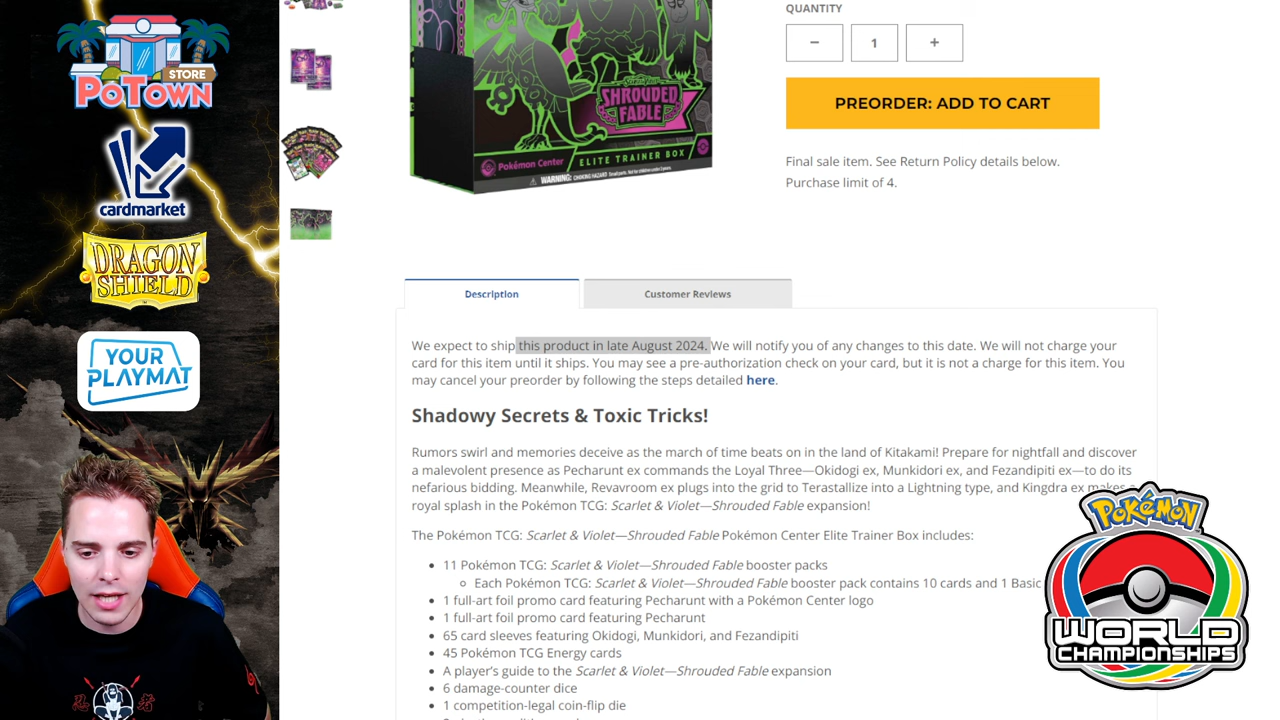 STORE
POTOWN
cardmarket
DRAGON
SHIELD
YOUR
PLAYMAT
忍 者
SHROUDED
FABLE
Pokémon Center
ELITE TRAINER BOX
WARNING:
QUANTITY
− 1 +
PREORDER: ADD TO CART
Final sale item. See Return Policy details below.
Purchase limit of 4.
Description Customer Reviews
We expect to ship this product in late August 2024. We will notify you of any changes to this date. We will not charge your
card for this item until it ships. You may see a pre-authorization check on your card, but it is not a charge for this item. You
may cancel your preorder by following the steps detailed here.
Shadowy Secrets & Toxic Tricks!
Rumors swirl and memories deceive as the march of time beats on in the land of Kitakami! Prepare for nightfall and discover
a malevolent presence as Pecharunt ex commands the Loyal Three—Okidogi ex, Munkidori ex, and Fezandipiti ex—to do its
nefarious bidding. Meanwhile, Revavroom ex plugs into the grid to Terastallize into a Lightning type, and Kingdra ex makes
royal splash in the Pokémon TCG: Scarlet & Violet—Shrouded Fable expansion!
The Pokémon TCG: Scarlet & Violet—Shrouded Fable Pokémon Center Elite Trainer Box includes:
11 Pokémon TCG: Scarlet & Violet—Shrouded Fable booster packs
Each Pokémon TCG: Scarlet & Violet—Shrouded Fable booster pack contains 10 cards and 1 Basic
1 full-art foil promo card featuring Pecharunt with a Pokémon Center logo
1 full-art foil promo card featuring Pecharunt
65 card sleeves featuring Okidogi, Munkidori, and Fezandipiti
45 Pokémon TCG Energy cards
A player’s guide to the Scarlet & Violet—Shrouded Fable expansion
6 damage-counter dice
1 competition-legal coin-flip die
POKéMON
WORLD
CHAMPIONSHIPS